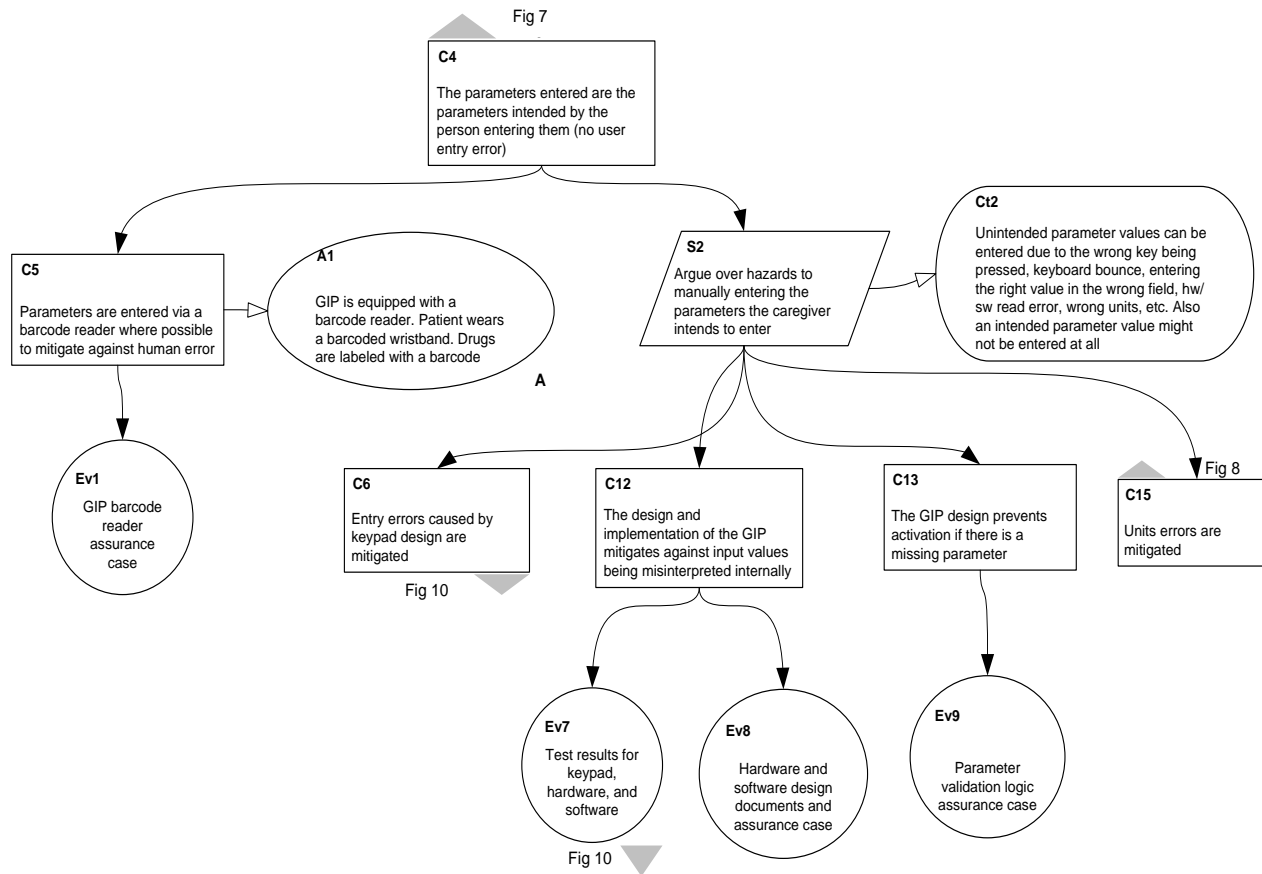 Fig 7
C4
The parameters entered are the
parameters intended by the
person entering them (no user
entry error)
C5
Parameters are entered via a
barcode reader where possible
to mitigate against human error
A1
GIP is equipped with a
barcode reader. Patient wears
a barcoded wristband. Drugs
are labeled with a barcode
A
S2
Argue over hazards to
manually entering the
parameters the caregiver
intends to enter
Ct2
Unintended parameter values can be
entered due to the wrong key being
pressed, keyboard bounce, entering
the right value in the wrong field, hw/
sw read error, wrong units, etc. Also
an intended parameter value might
not be entered at all
Ev1
GIP barcode
reader
assurance
case
C6
Entry errors caused by
keypad design are
mitigated
Fig 10
C12
The design and
implementation of the GIP
mitigates against input values
being misinterpreted internally
C13
The GIP design prevents
activation if there is a
missing parameter
Fig 8
C15
Units errors are
mitigated
Ev7
Test results for
keypad,
hardware, and
software
Fig 10
Ev8
Hardware and
software design
documents and
assurance case
Ev9
Parameter
validation logic
assurance case